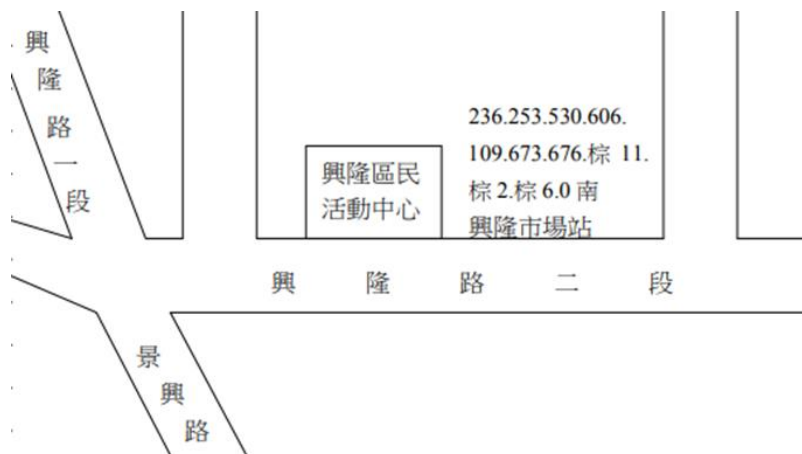 興隆路一段
236.253.530.606.
109.673.676.棕 11.
棕 2.棕 6.0 南
興隆市場站
興隆區民
活動中心
興隆路二段
景興路